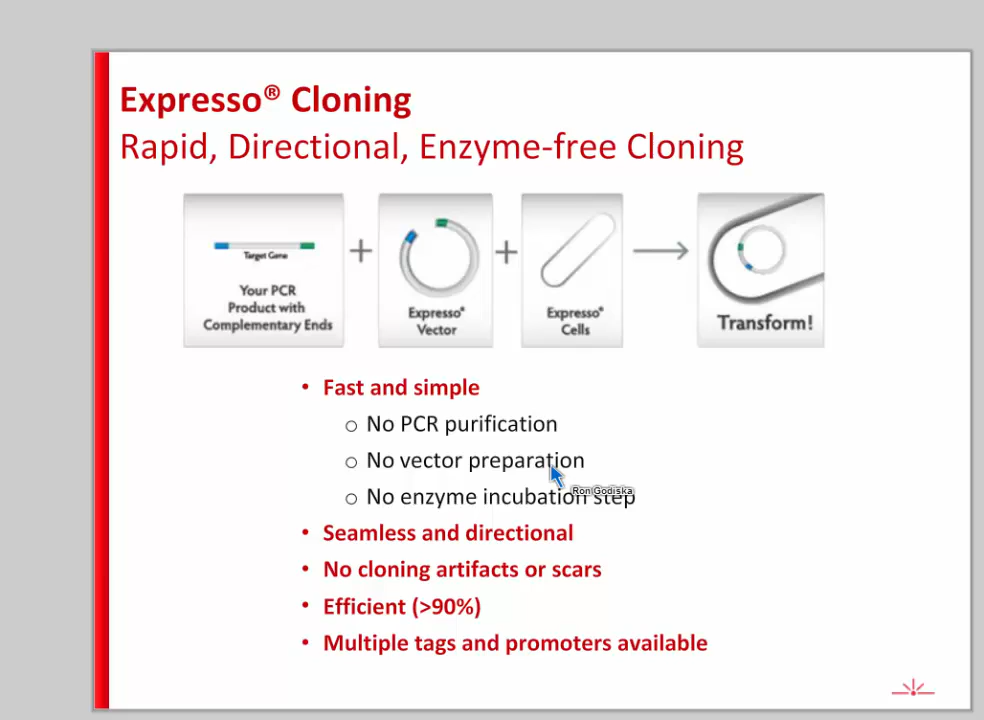 Expresso® Cloning
Rapid, Directional, Enzyme-free Cloning
Target Gene
Your PCR
Product with
Complementary Ends
+
Expresso®
Vector
+
Expresso®
Cells
Transform!
• Fast and simple
o No PCR purification
o No vector preparation
Ron Godiska
o No enzyme incubation step
• Seamless and directional
• No cloning artifacts or scars
• Efficient (>90%)
• Multiple tags and promoters available